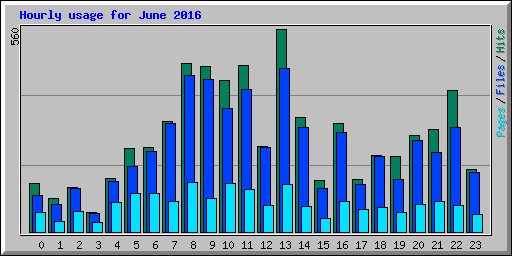 Hourly usage for June 2016
560
Pages/Files/Hits
0 1 2 3 4 5 6 7 8 9 10 11 12 13 14 15 16 17 18 19 20 21 22 23